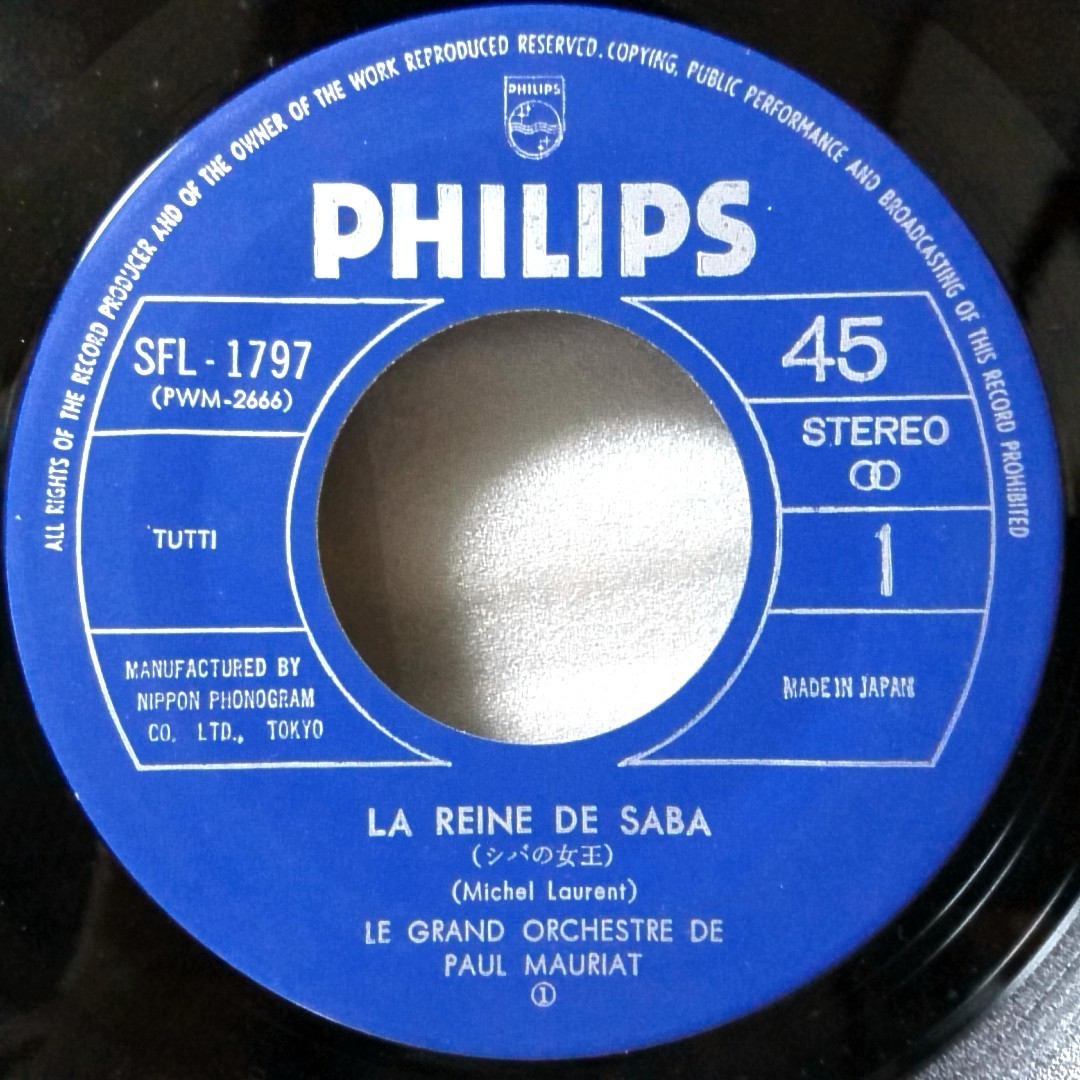 ALL RIGHTS OF THE RECORD PRODUCER AND OF THE OWNER OF THE WORK REPRODUCED RESERVED. COPYING, PUBLIC PERFORMANCE AND BROADCASTING OF THIS RECORD PROHIBITED
PHILIPS
PHILIPS
SFL-1797
(PWM-2666)
TUTTI
MANUFACTURED BY
NIPPON PHONOGRAM
CO. LTD., TOKYO
45
STEREO
1
MADE IN JAPAN
LA REINE DE SABA
(シバの女王)
(Michel Laurent)
LE GRAND ORCHESTRE DE
PAUL MAURIAT
①